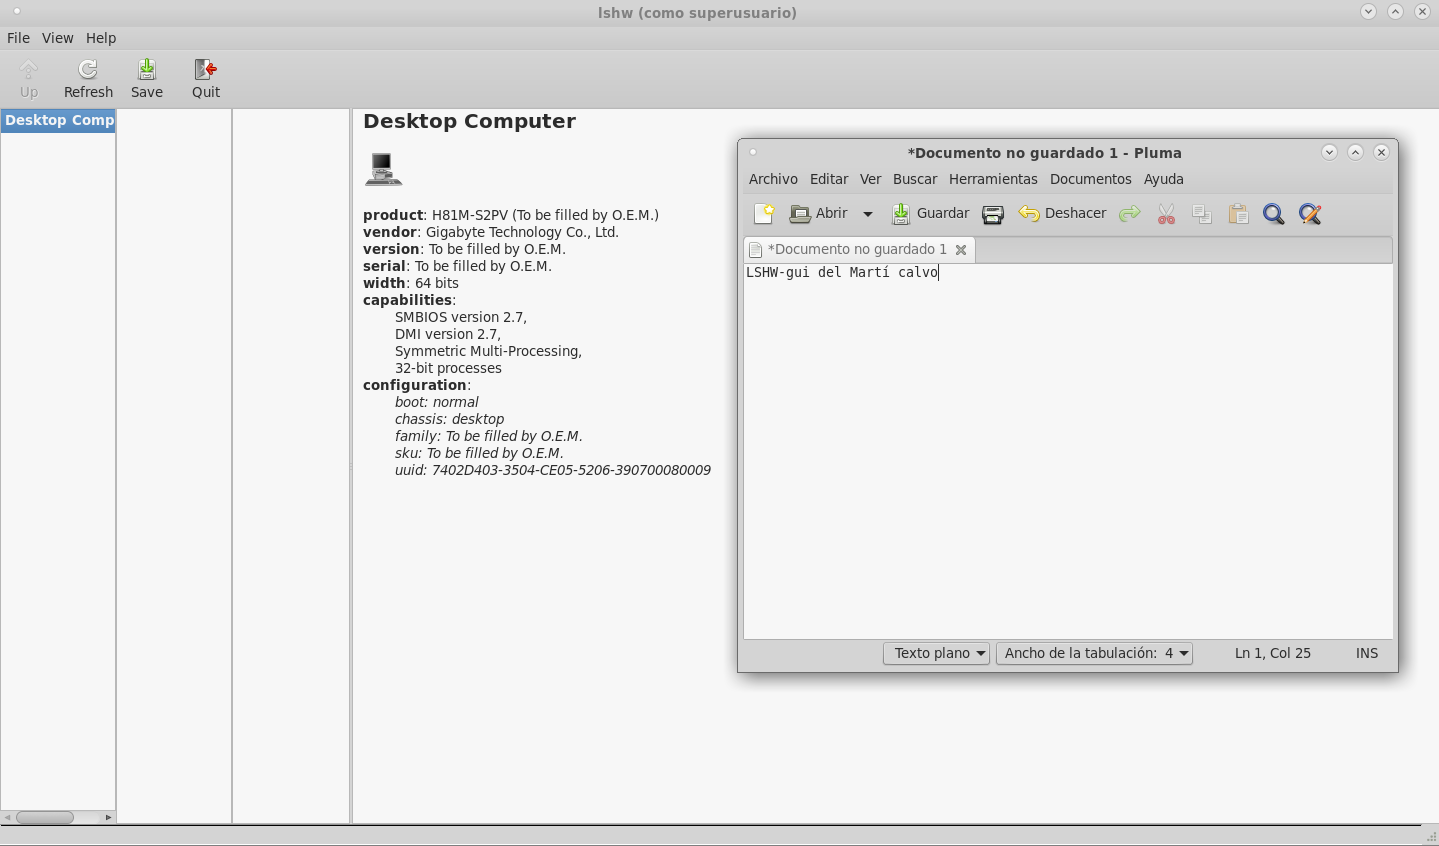 lshw (como superusuario)
File View Help
Up Refresh Save Quit
Desktop Comp
Desktop Computer
product: H81M-S2PV (To be filled by O.E.M.)
vendor: Gigabyte Technology Co., Ltd.
version: To be filled by O.E.M.
serial: To be filled by O.E.M.
width: 64 bits
capabilities:
SMBIOS version 2.7,
DMI version 2.7,
Symmetric Multi-Processing,
32-bit processes
configuration:
boot: normal
chassis: desktop
family: To be filled by O.E.M.
sku: To be filled by O.E.M.
uuid: 7402D403-3504-CE05-5206-390700080009
*Documento no guardado 1 - Pluma
Archivo Editar Ver Buscar Herramientas Documentos Ayuda
Abrir Guardar Deshacer
*Documento no guardado 1
LSHW-gui del Martí calvo
Texto plano Ancho de la tabulación: 4 Ln 1, Col 25 INS